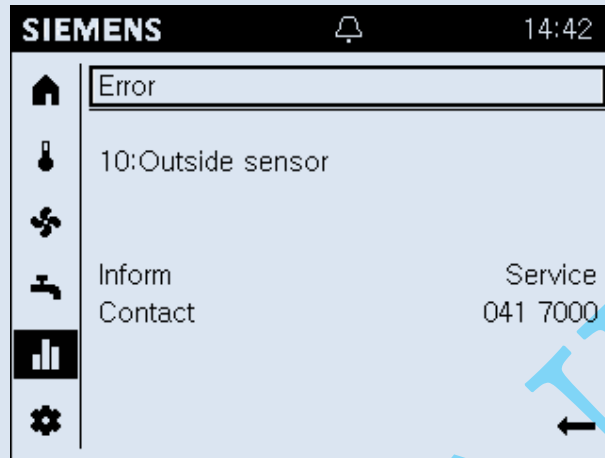 SIEMENS 14:42
Error
10:Outside sensor
Inform Service
Contact 041 7000